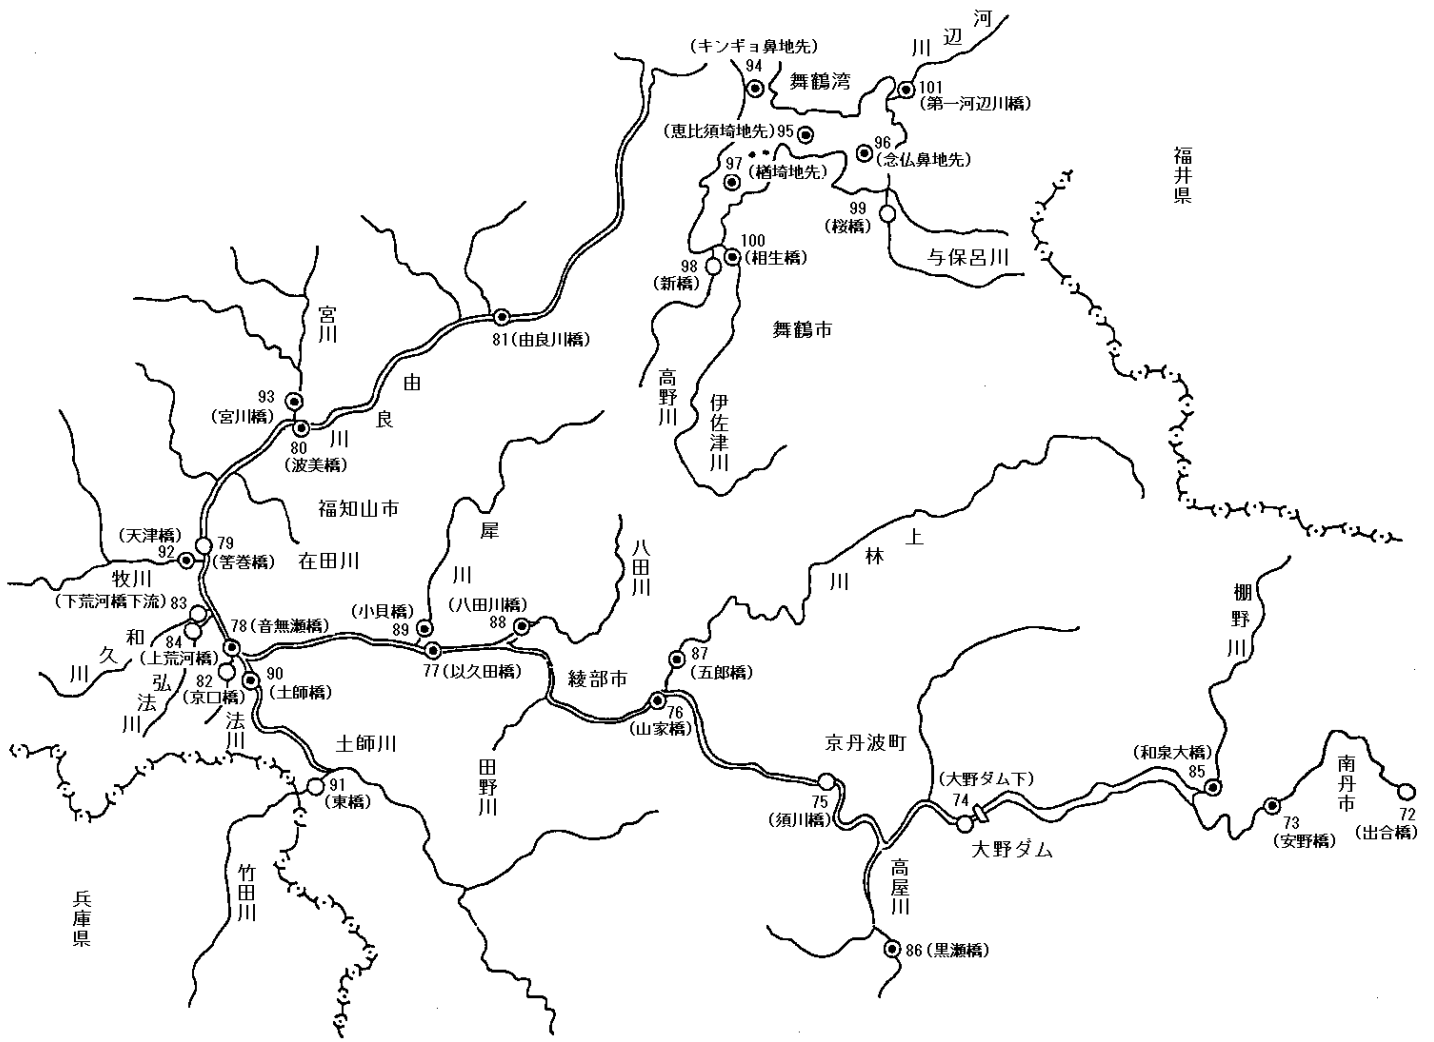 河辺川
(キンギョ鼻地先)
94
舞鶴湾
101
(第一河辺川橋)
(恵比須埼地先)95
96
(念仏鼻地先)
97
(楢埼地先)
福井県
99
(桜橋)
与保呂川
100
(相生橋)
98
(新橋)
舞鶴市
宮川
81(由良川橋)
高野川
伊佐津川
93
(宮川橋)
由良川
80
(波美橋)
福知山市
(天津橋)
92
79
(筈巻橋)
在田川
牧川
犀川
八田川
上林川
棚野川
(下荒河橋下流)
83
84
(上荒河橋)
和久川
弘法川
78(音無瀬橋)
(小貝橋)
89
(八田川橋)
88
77(以久田橋)
87
(五郎橋)
綾部市
82
(京口橋)
90
(土師橋)
法川
76
(山家橋)
土師川
田野川
91
(東橋)
京丹波町
75
(須川橋)
(大野ダム下)
74
大野ダム
(和泉大橋)
85
南丹市
73
(安野橋)
72
(出合橋)
高屋川
竹田川
兵庫県
86(黒瀬橋)